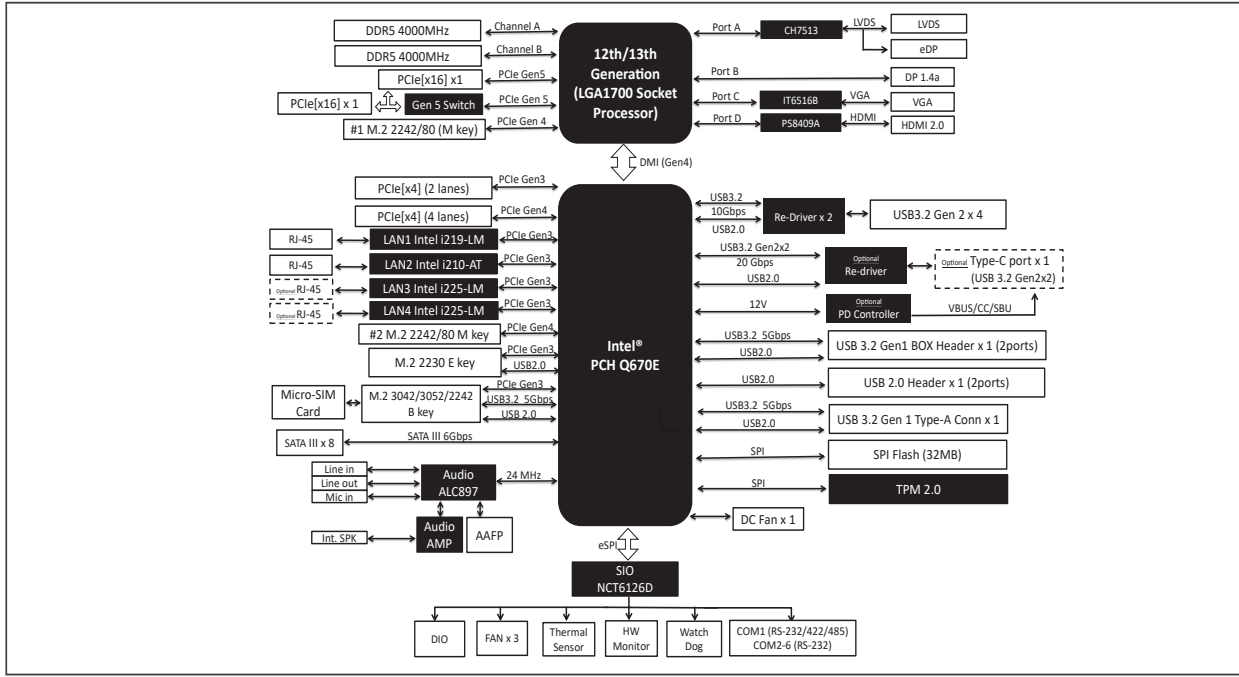 DDR5 4000MHz
Channel A
DDR5 4000MHz
Channel B
PCIe[x16] x1
PCIe Gen5
PCIe[x16] x 1
Gen 5 Switch
PCIe Gen 5
#1 M.2 2242/80 (M key)
PCIe Gen 4
12th/13th
Generation
(LGA1700 Socket
Processor)
Port A
CH7513
LVDS
LVDS
eDP
Port B
DP 1.4a
Port C
IT6516B
VGA
VGA
Port D
PS8409A
HDMI
HDMI 2.0
DMI (Gen4)
PCIe[x4] (2 lanes)
PCIe Gen3
PCIe[x4] (4 lanes)
PCIe Gen4
RJ-45
LAN1 Intel i219-LM
PCIe Gen3
RJ-45
LAN2 Intel i210-AT
PCIe Gen3
Optional RJ-45
LAN3 Intel i225-LM
PCIe Gen3
Optional RJ-45
LAN4 Intel i225-LM
PCIe Gen3
#2 M.2 2242/80 M key
PCIe Gen4
M.2 2230 E key
PCIe Gen3
USB2.0
Micro-SIM
Card
M.2 3042/3052/2242
B key
PCIe Gen3
USB3.2 5Gbps
USB 2.0
SATA III x 8
SATA III 6Gbps
Line in
Line out
Mic in
Audio
ALC897
24 MHz
Int. SPK
Audio
AMP
AAFP
Intel®
PCH Q670E
USB3.2
10Gbps
USB2.0
Re-Driver x 2
USB3.2 Gen 2 x 4
USB3.2 Gen2x2
20 Gbps
USB2.0
Optional
Re-driver
Optional Type-C port x 1
(USB 3.2 Gen2x2)
12V
Optional
PD Controller
VBUS/CC/SBU
USB3.2 5Gbps
USB2.0
USB 3.2 Gen1 BOX Header x 1 (2ports)
USB2.0
USB 2.0 Header x 1 (2ports)
USB3.2 5Gbps
USB2.0
USB 3.2 Gen 1 Type-A Conn x 1
SPI
SPI Flash (32MB)
SPI
TPM 2.0
DC Fan x 1
eSPI
SIO
NCT6126D
DIO
FAN x 3
Thermal
Sensor
HW
Monitor
Watch
Dog
COM1 (RS-232/422/485)
COM2-6 (RS-232)